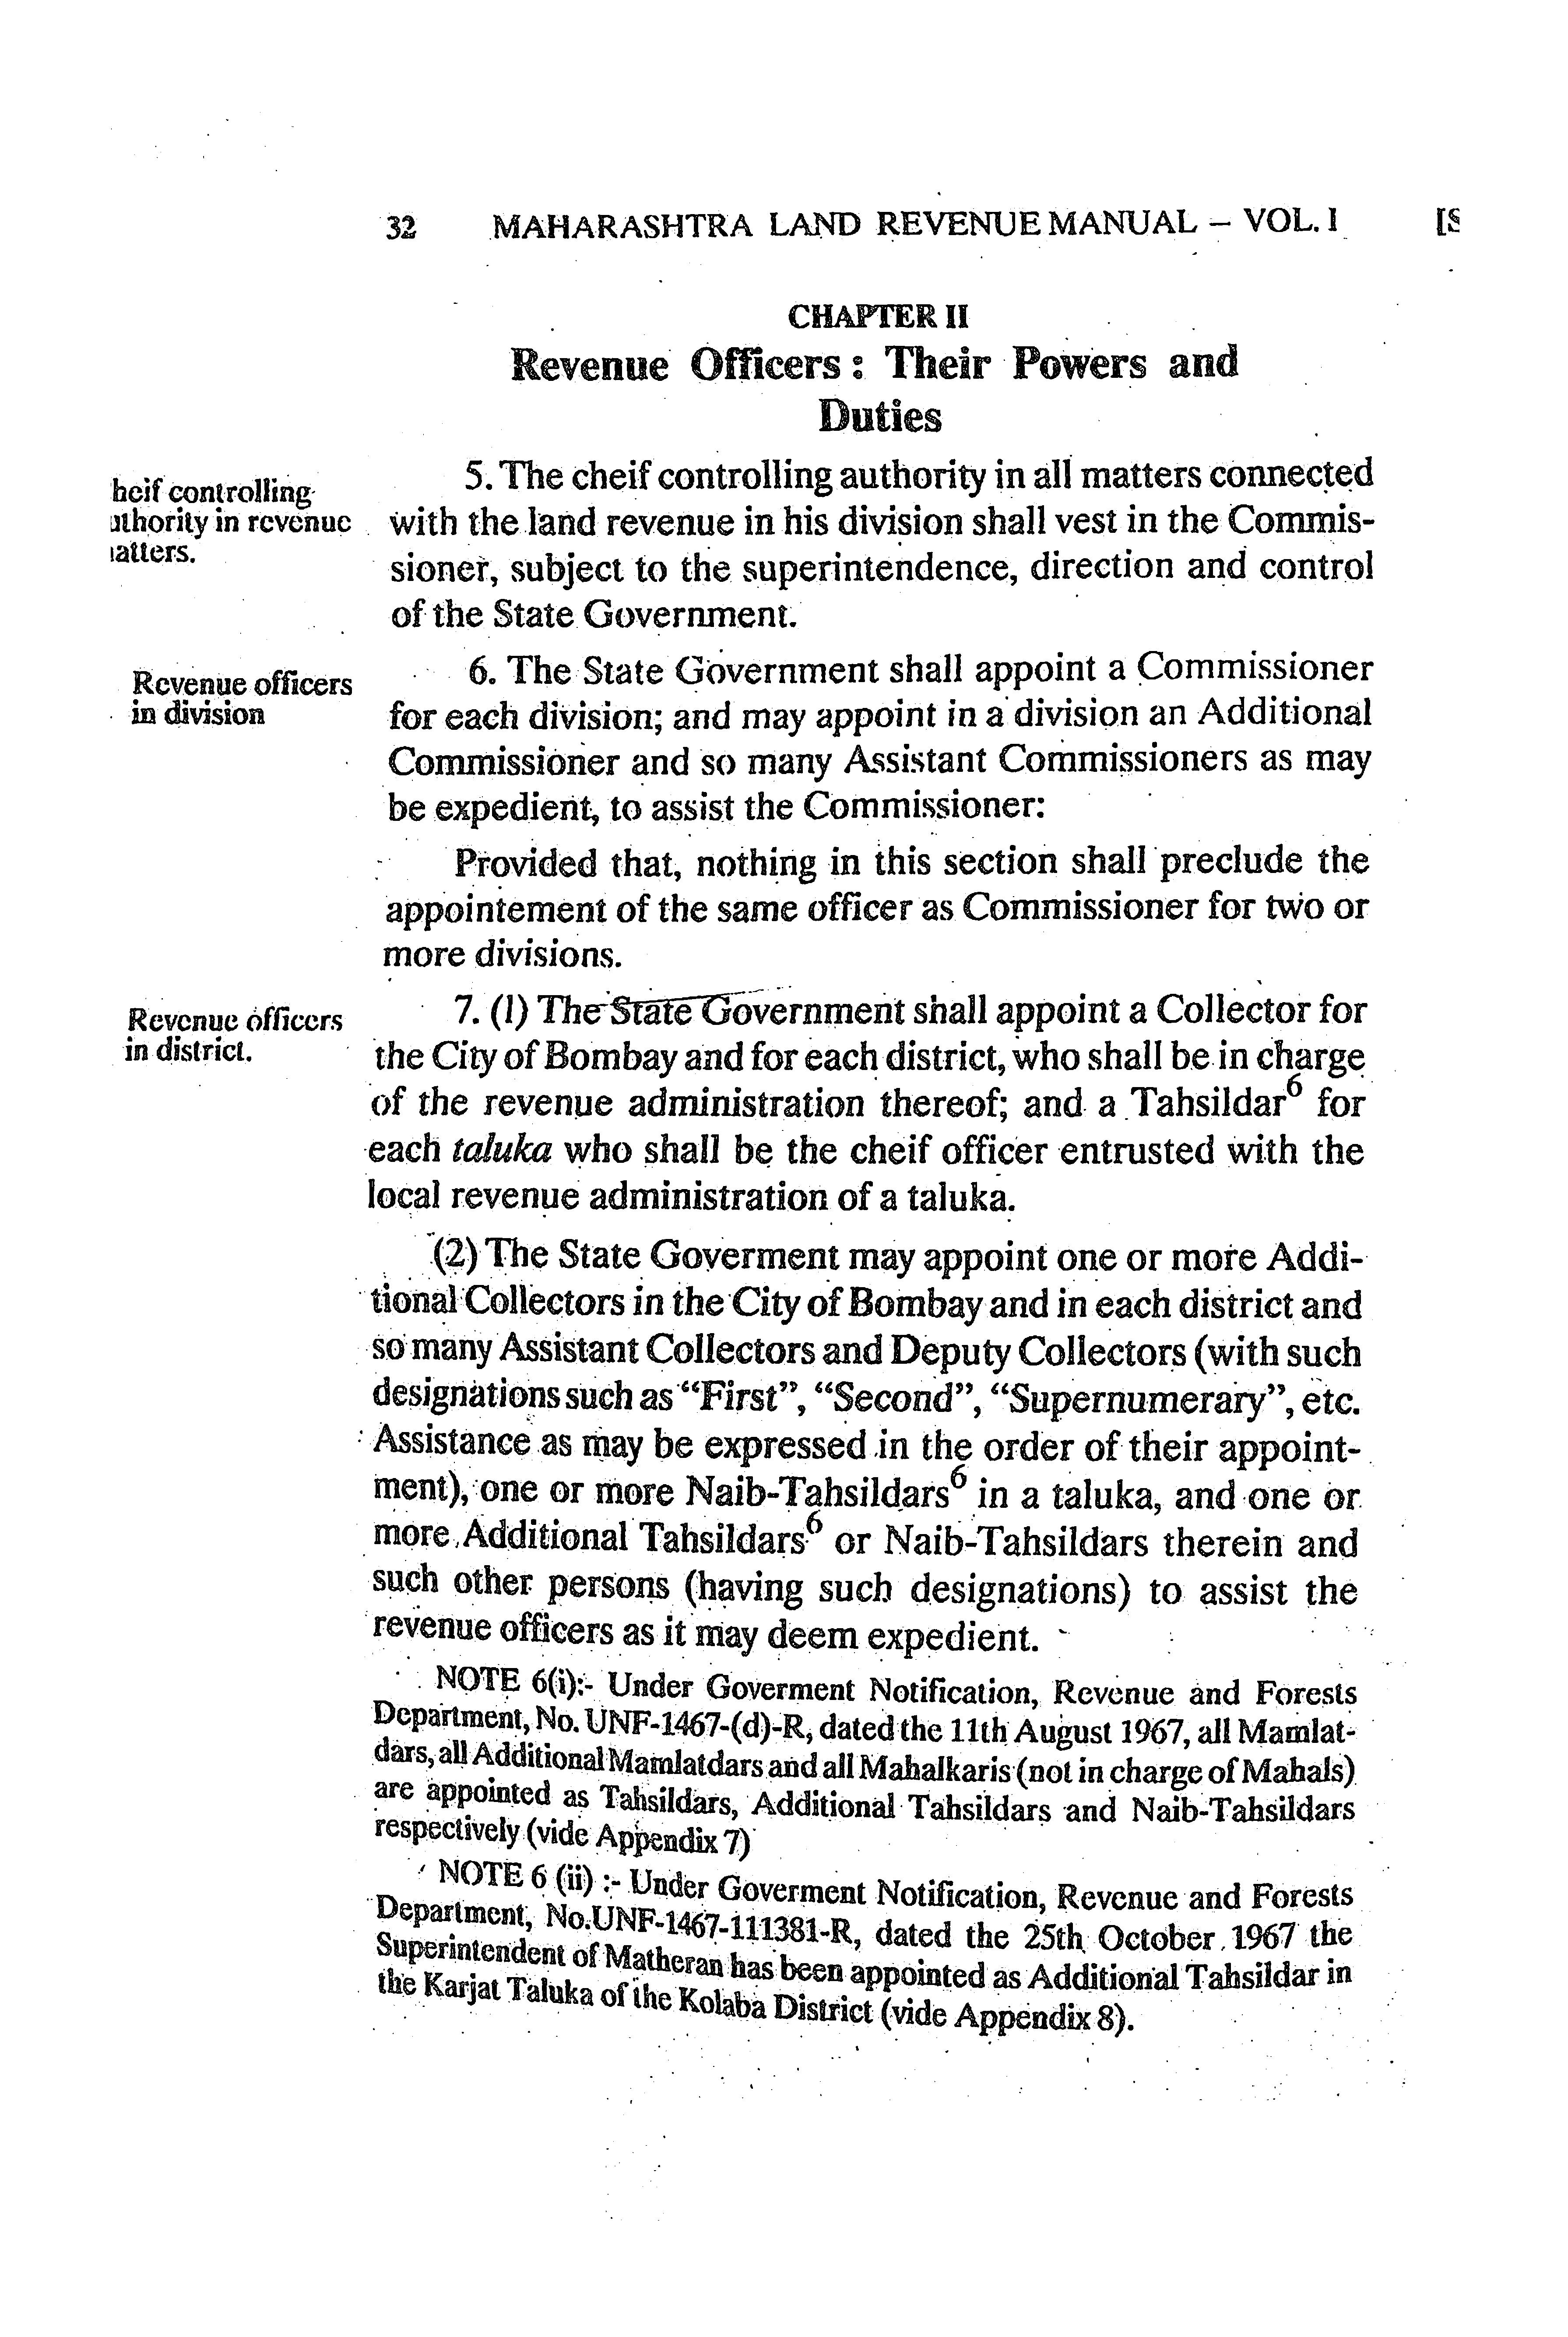 32 MAHARASHTRA LAND REVENUE MANUAL – VOL. I [S
CHAPTER II
Revenue Officers : Their Powers and
Duties
heif controlling
uthority in revenue
atters.
5. The cheif controlling authority in all matters connected
with the land revenue in his division shall vest in the Commis-
sioner, subject to the superintendence, direction and control
of the State Government.
Revenue officers
in division
6. The State Government shall appoint a Commissioner
for each division; and may appoint in a division an Additional
Commissioner and so many Assistant Commissioners as may
be expedient, to assist the Commissioner:
Provided that, nothing in this section shall preclude the
appointement of the same officer as Commissioner for two or
more divisions.
Revenue officers
in district.
7. (1) The State Government shall appoint a Collector for
the City of Bombay and for each district, who shall be in charge
of the revenue administration thereof; and a Tahsildar6 for
each taluka who shall be the cheif officer entrusted with the
local revenue administration of a taluka.
(2) The State Goverment may appoint one or more Addi-
tional Collectors in the City of Bombay and in each district and
so many Assistant Collectors and Deputy Collectors (with such
designations such as “First”, “Second”, “Supernumerary”, etc.
Assistance as may be expressed in the order of their appoint-
ment), one or more Naib-Tahsildars6 in a taluka, and one or
more Additional Tahsildars6 or Naib-Tahsildars therein and
such other persons (having such designations) to assist the
revenue officers as it may deem expedient.
NOTE 6(i):- Under Goverment Notification, Revenue and Forests
Department, No. UNF-1467-(d)-R, dated the 11th August 1967, all Mamlat-
dars, all Additional Mamlatdars and all Mahalkaris (not in charge of Mahals)
are appointed as Tahsildars, Additional Tahsildars and Naib-Tahsildars
respectively (vide Appendix 7)
NOTE 6 (ii) :- Under Goverment Notification, Revenue and Forests
Department, No.UNF-1467-111381-R, dated the 25th October 1967 the
Superintendent of Matheran has been appointed as Additional Tahsildar in
the Karjat Taluka of the Kolaba District (vide Appendix 8).